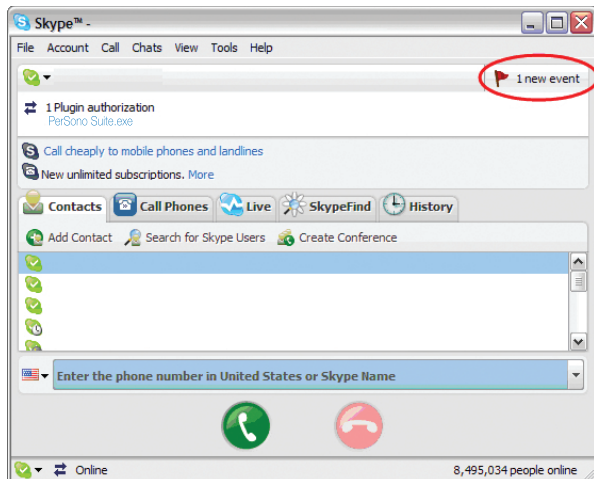 Skype™ -
File Account Call Chats View Tools Help
1 new event
1 Plugin authorization
PerSono Suite.exe
Call cheaply to mobile phones and landlines
New unlimited subscriptions. More
Contacts Call Phones Live SkypeFind History
Add Contact Search for Skype Users Create Conference
Enter the phone number in United States or Skype Name
Online 8,495,034 people online